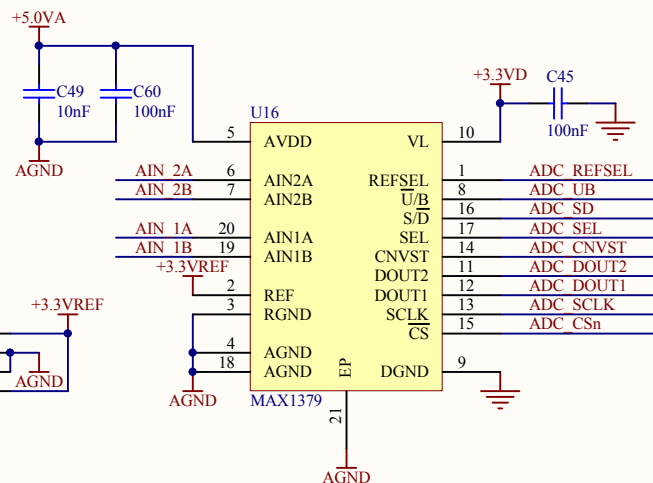 +5.0VA
C49
10nF
C60
100nF
AGND
+3.3VD
C45
100nF
U16
5 AVDD VL 10
AIN_2A 6 AIN2A REFSEL 1 ADC_REFSEL
AIN_2B 7 AIN2B U/B 8 ADC_UB
S/D 16 ADC_SD
AIN_1A 20 AIN1A SEL 17 ADC_SEL
AIN_1B 19 AIN1B CNVST 14 ADC_CNVST
+3.3VREF DOUT2 11 ADC_DOUT2
2 REF DOUT1 12 ADC_DOUT1
3 RGND SCLK 13 ADC_SCLK
CS 15 ADC_CSn
4 AGND
18 AGND EP DGND 9
AGND
MAX1379
21
AGND
+3.3VREF
AGND